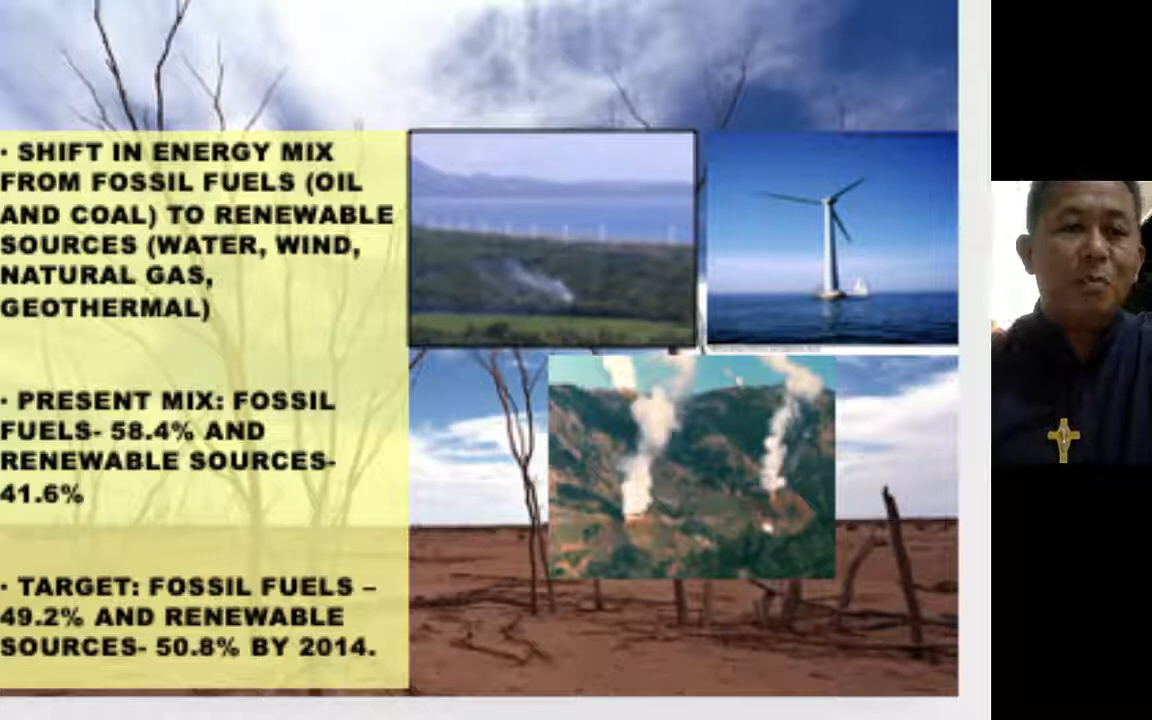 · SHIFT IN ENERGY MIX
FROM FOSSIL FUELS (OIL
AND COAL) TO RENEWABLE
SOURCES (WATER, WIND,
NATURAL GAS,
GEOTHERMAL)
· PRESENT MIX: FOSSIL
FUELS- 58.4% AND
RENEWABLE SOURCES-
41.6%
· TARGET: FOSSIL FUELS –
49.2% AND RENEWABLE
SOURCES- 50.8% BY 2014.